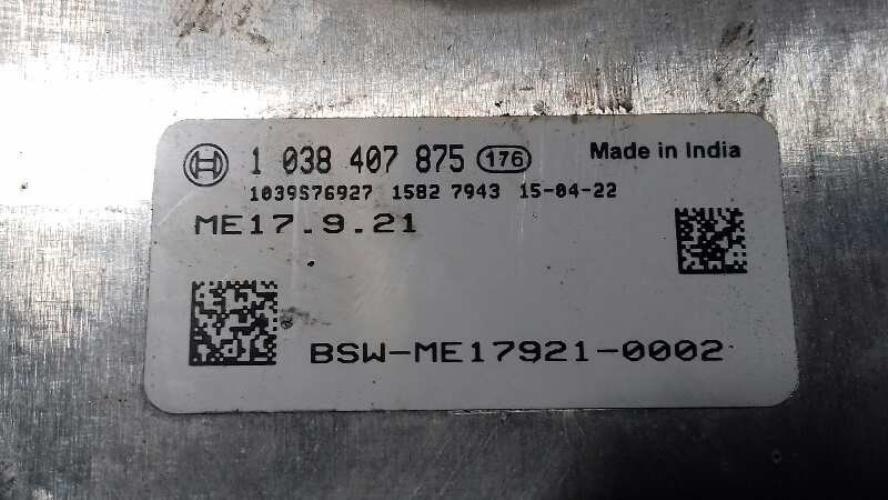 1 038 407 875 176 Made in India
1039S76927 1582 7943 15-04-22
ME17.9.21
BSW-ME17921-0002